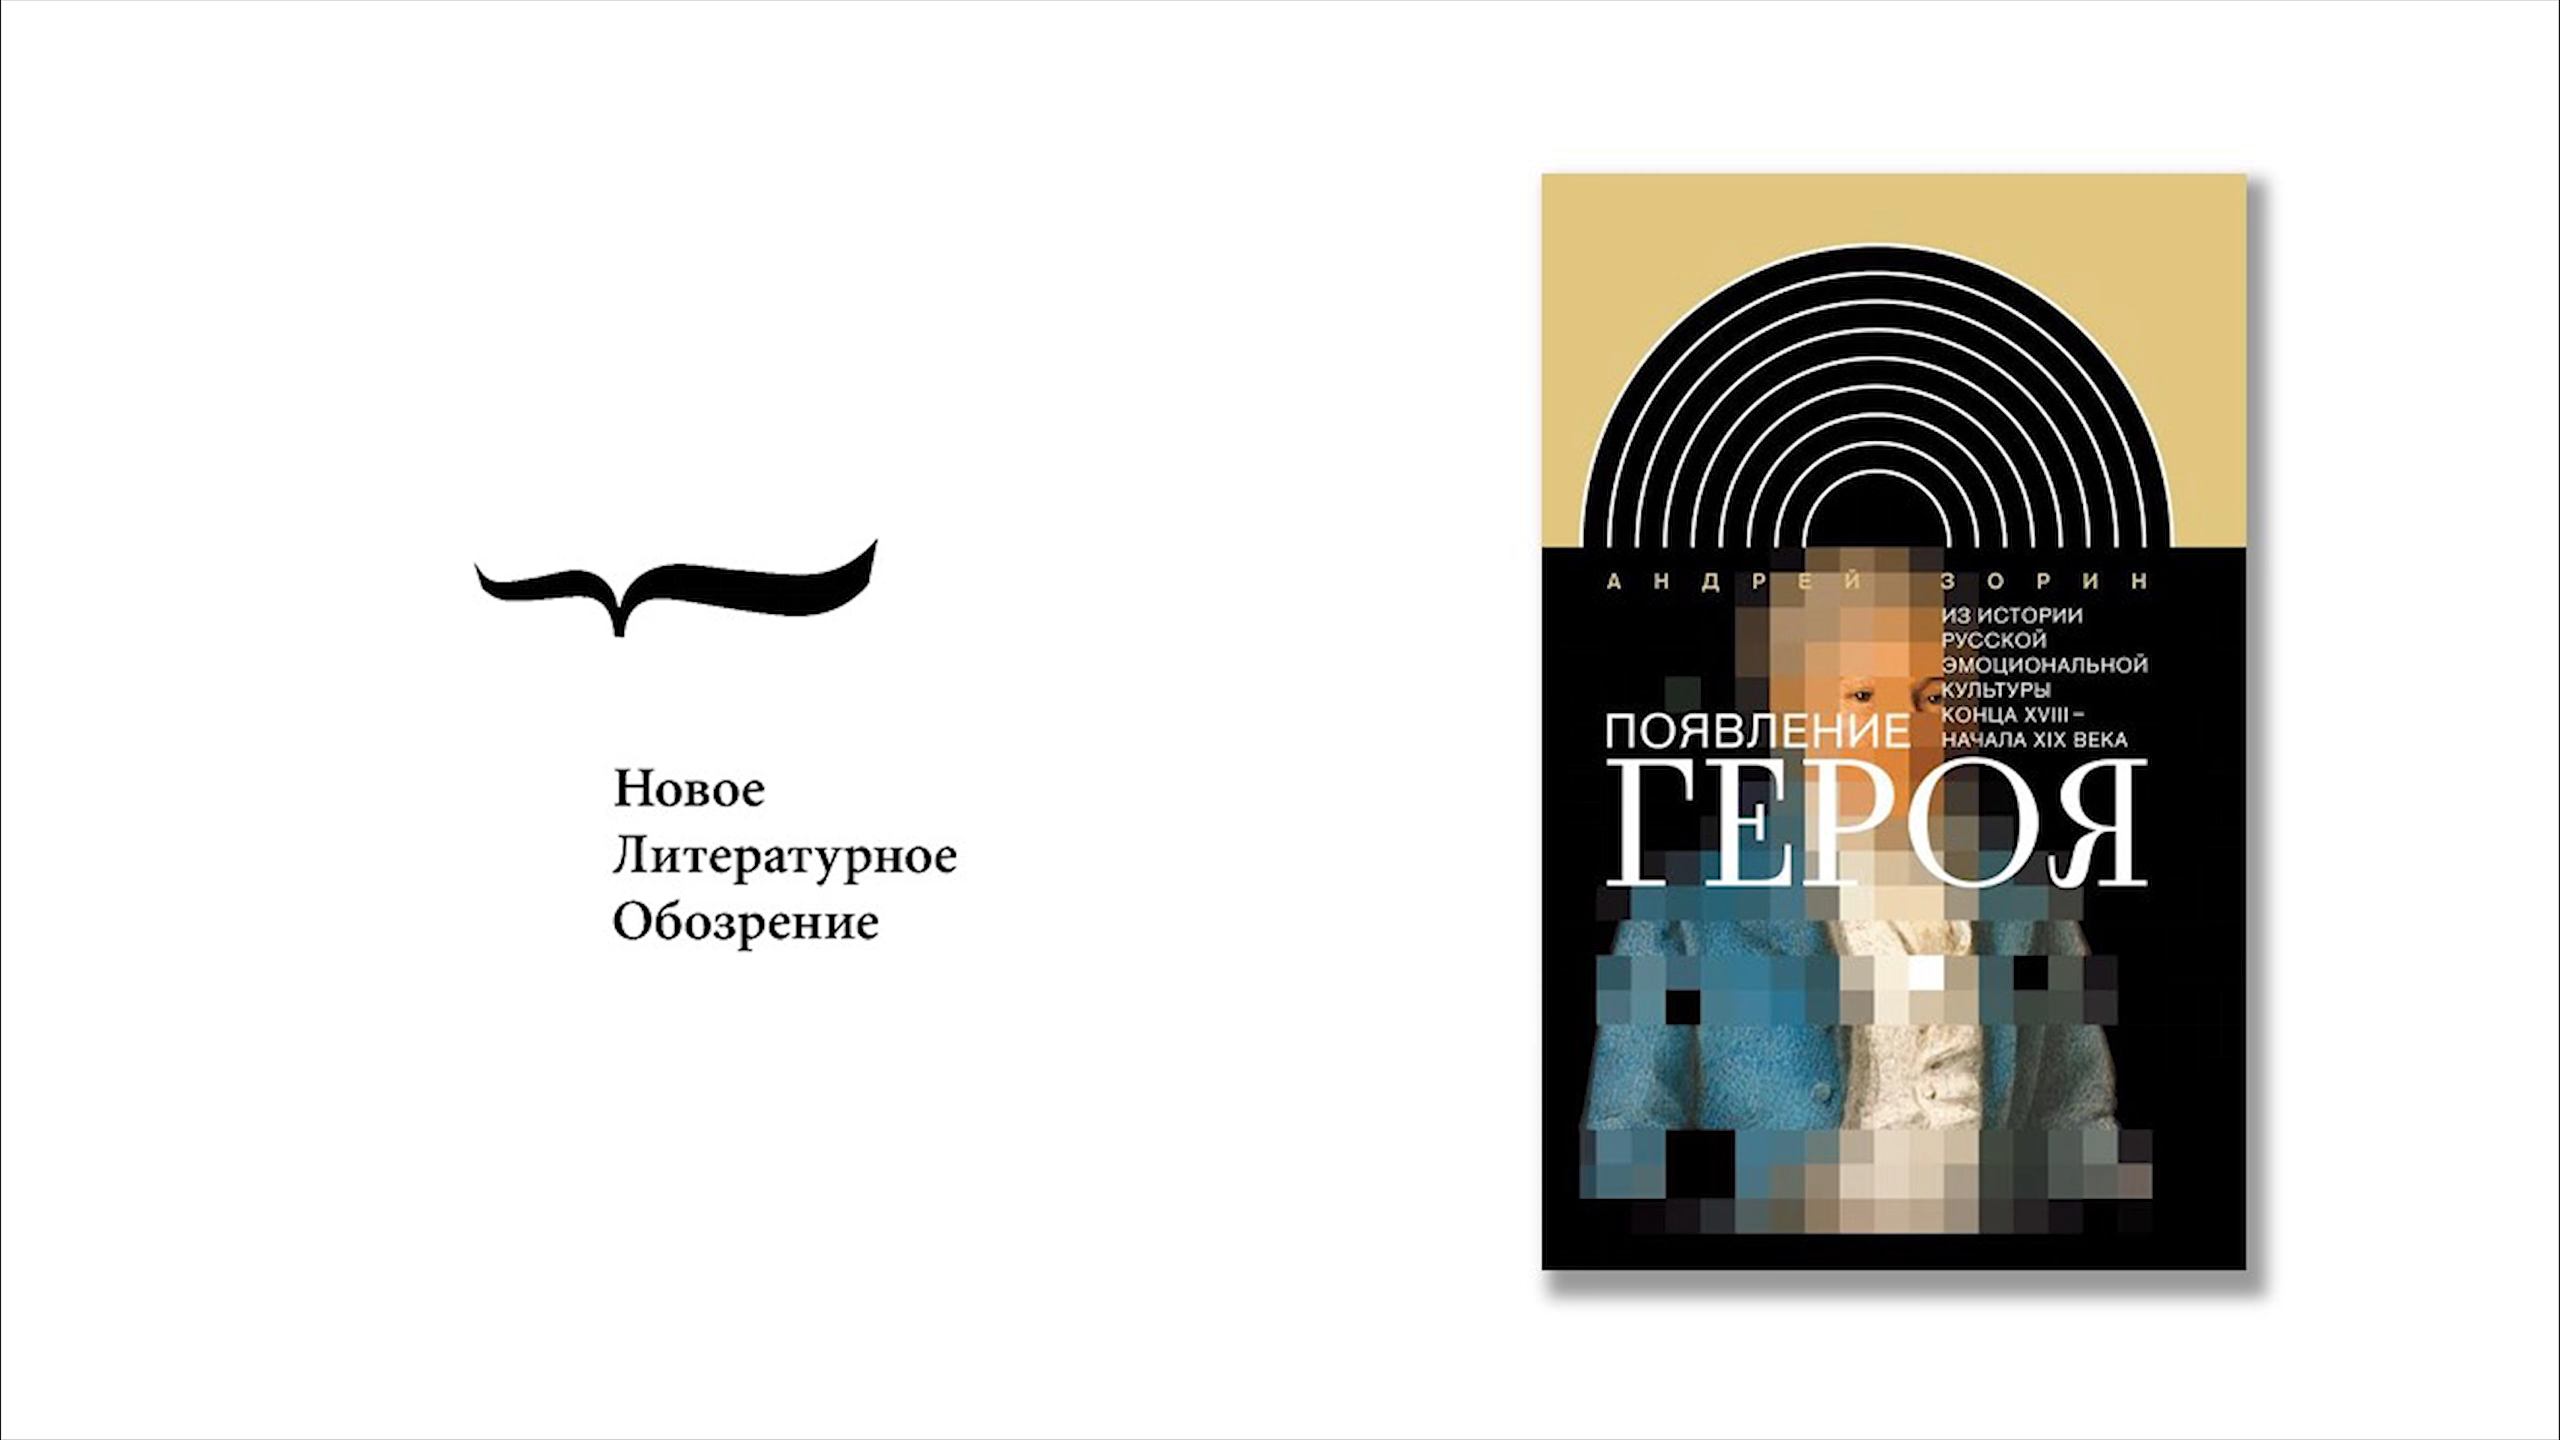 Новое
Литературное
Обозрение
АНДРЕЙ ЗОРИН
ИЗ ИСТОРИИ
РУССКОЙ
ЭМОЦИОНАЛЬНОЙ
КУЛЬТУРЫ
КОНЦА XVIII –
НАЧАЛА XIX ВЕКА
ПОЯВЛЕНИЕ
ГЕРОЯ